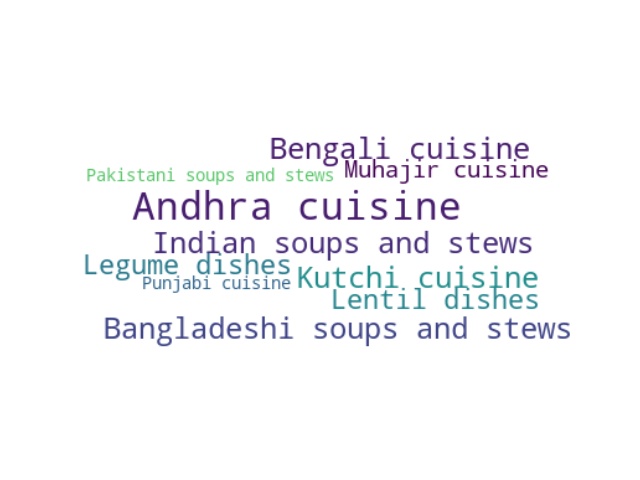 Bengali cuisine
Muhajir cuisine
Pakistani soups and stews
Andhra cuisine
Indian soups and stews
Legume dishes
Kutchi cuisine
Punjabi cuisine
Lentil dishes
Bangladeshi soups and stews